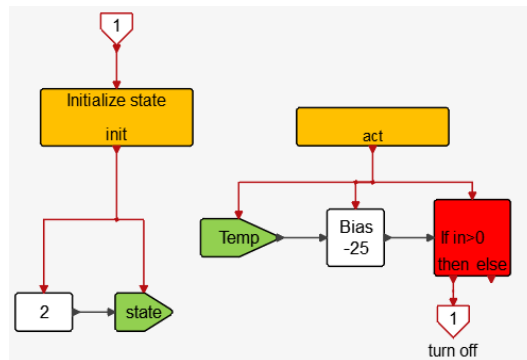 1
Initialize state
init
2
state
act
Temp
Bias
-25
If in>0
then else
1
turn off